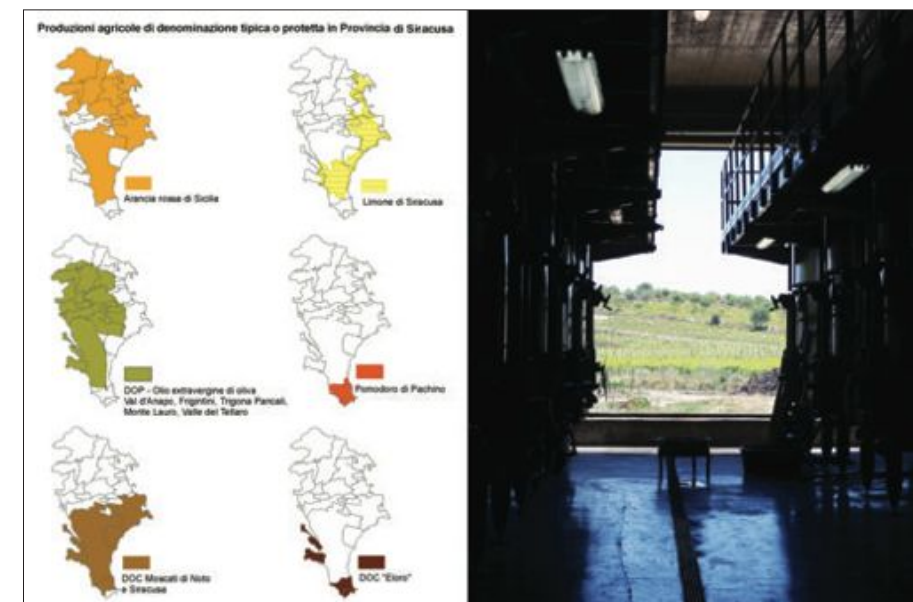 Produzioni agricole di denominazione tipica o protetta in Provincia di Siracusa
Arancia rossa di Sicilia
Limone di Siracusa
DOP - Olio extravergine di oliva
Val d'Anapo, Frigintini, Trigona Pancali,
Monte Lauro, Valle del Tellaro
Pomodoro di Pachino
DOC Moscati di Noto
e Siracusa
DOC "Eloro"